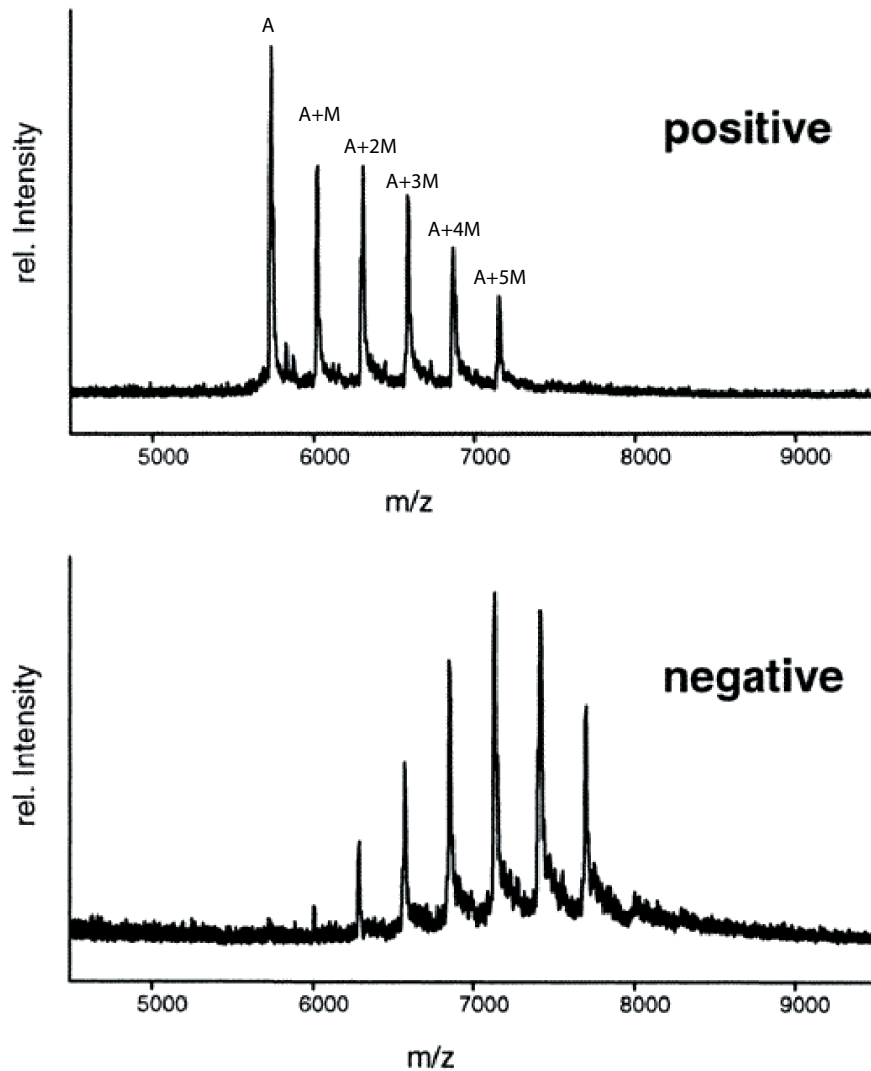 A
A+M
A+2M
A+3M
A+4M
A+5M
positive
rel. Intensity
5000 6000 7000 8000 9000
m/z
negative
rel. Intensity
5000 6000 7000 8000 9000
m/z